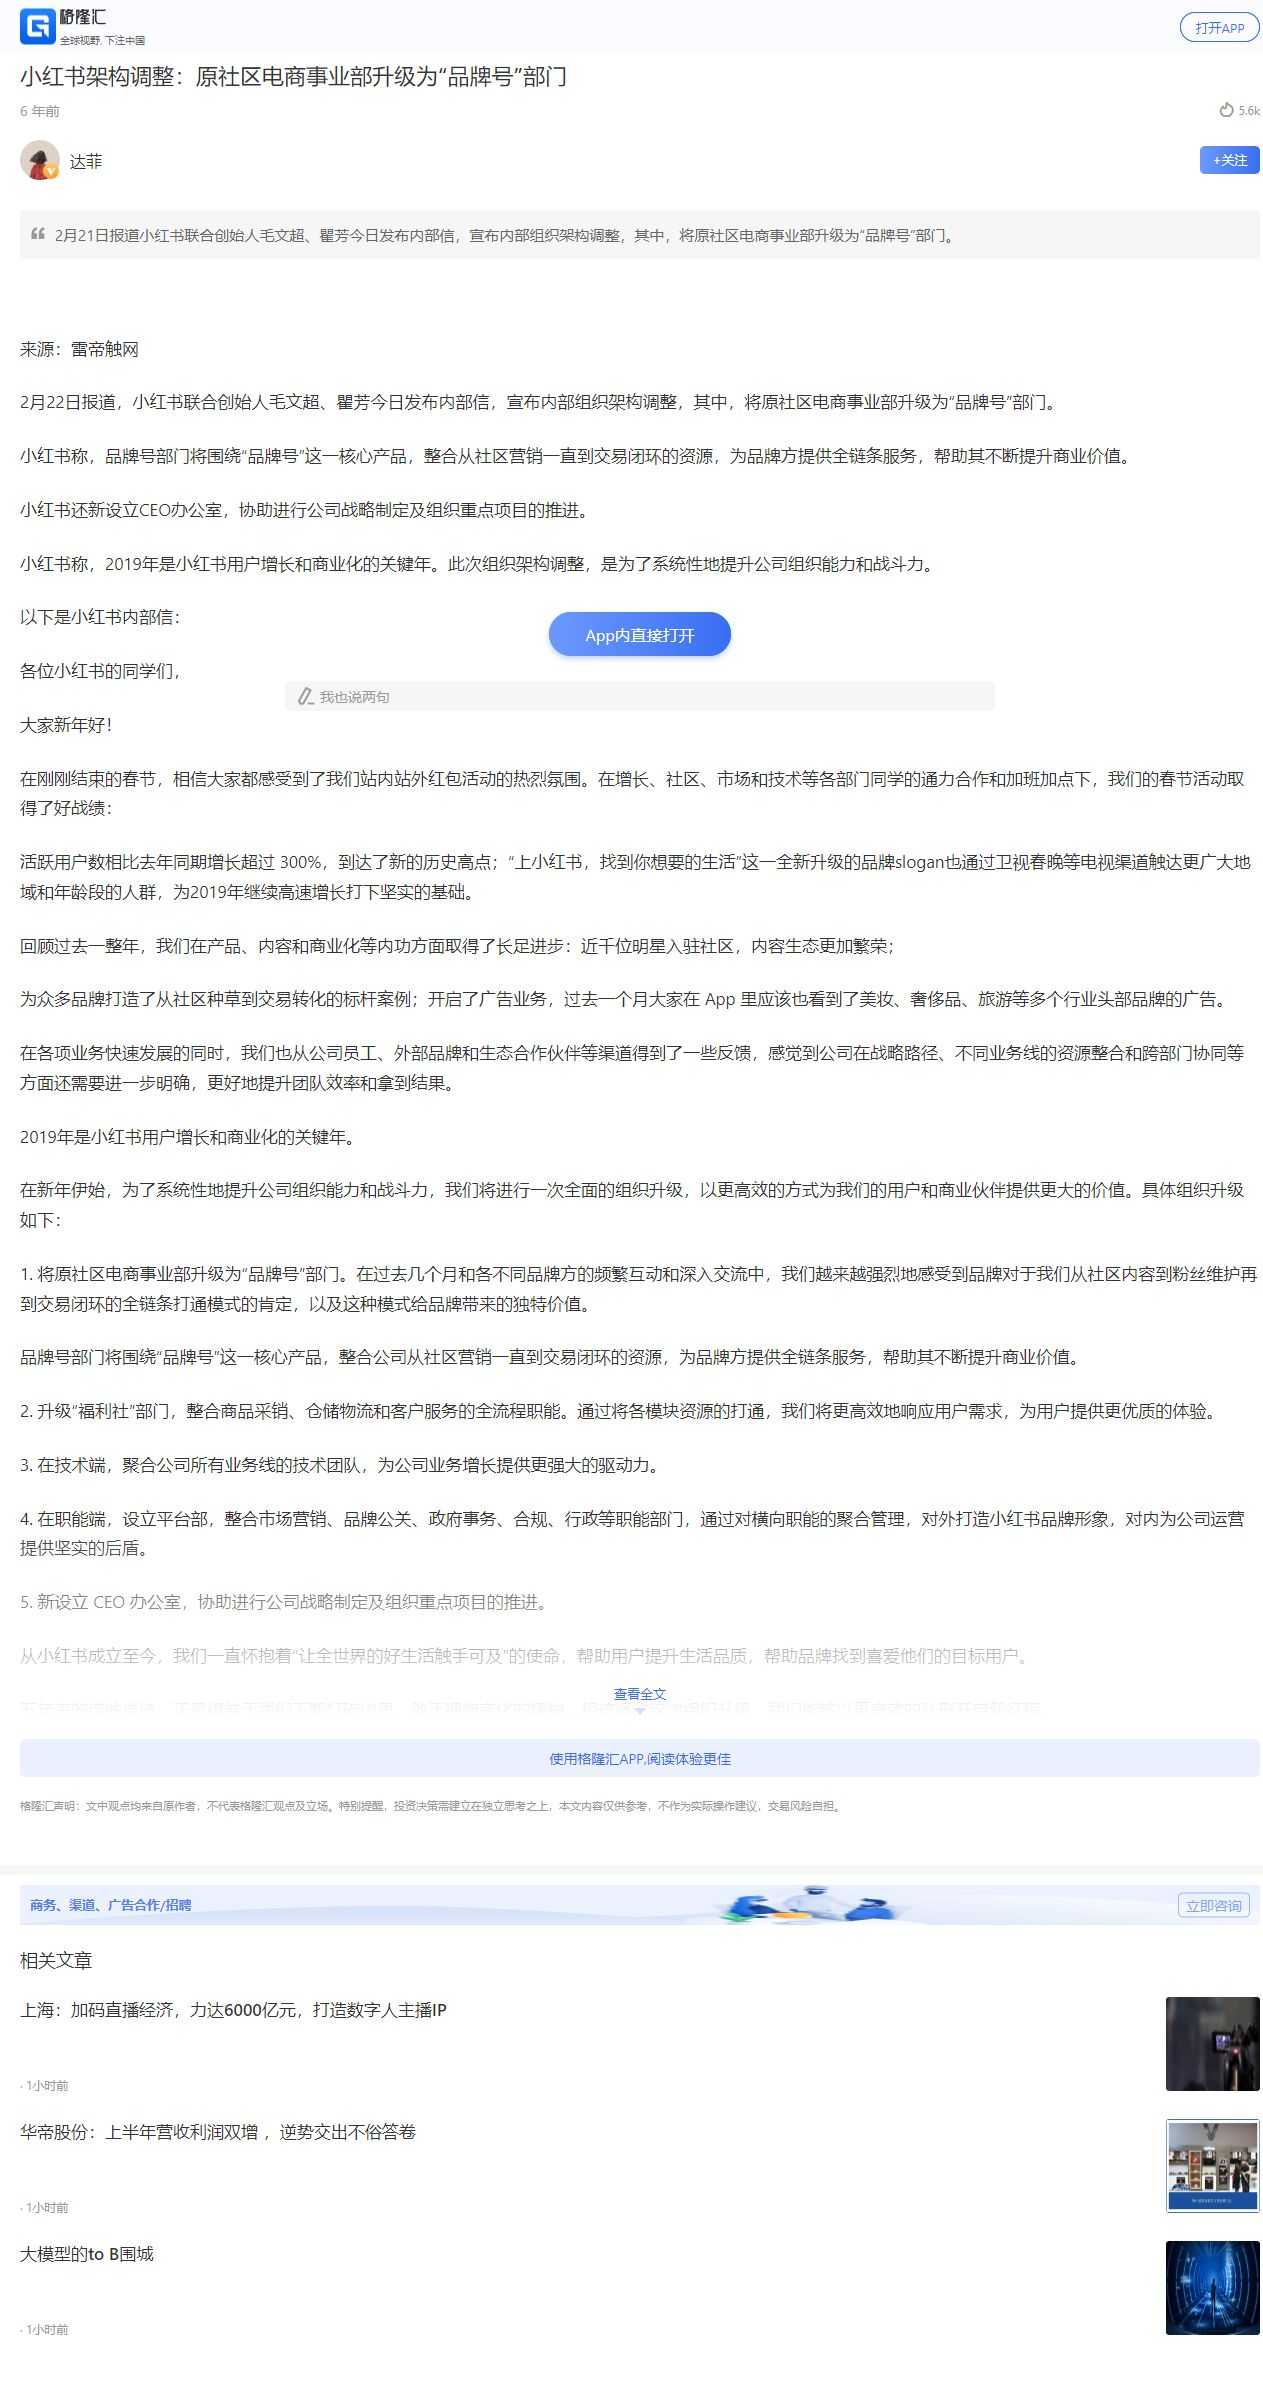 格隆汇
全球视野, 下注中国
打开APP
小红书架构调整：原社区电商事业部升级为“品牌号”部门
6 年前
5.6k
达菲
+关注
2月21日报道小红书联合创始人毛文超、瞿芳今日发布内部信，宣布内部组织架构调整，其中，将原社区电商事业部升级为“品牌号”部门。
来源：雷帝触网
2月22日报道，小红书联合创始人毛文超、瞿芳今日发布内部信，宣布内部组织架构调整，其中，将原社区电商事业部升级为“品牌号”部门。
小红书称，品牌号部门将围绕“品牌号”这一核心产品，整合从社区营销一直到交易闭环的资源，为品牌方提供全链条服务，帮助其不断提升商业价值。
小红书还新设立CEO办公室，协助进行公司战略制定及组织重点项目的推进。
小红书称，2019年是小红书用户增长和商业化的关键年。此次组织架构调整，是为了系统性地提升公司组织能力和战斗力。
以下是小红书内部信：
App内直接打开
各位小红书的同学们，
我也说两句
大家新年好！
在刚刚结束的春节，相信大家都感受到了我们站内站外红包活动的热烈氛围。在增长、社区、市场和技术等各部门同学的通力合作和加班加点下，我们的春节活动取
得了好战绩：
活跃用户数相比去年同期增长超过 300%，到达了新的历史高点；“上小红书，找到你想要的生活”这一全新升级的品牌slogan也通过卫视春晚等电视渠道触达更广大地
域和年龄段的人群，为2019年继续高速增长打下坚实的基础。
回顾过去一整年，我们在产品、内容和商业化等内功方面取得了长足进步：近千位明星入驻社区，内容生态更加繁荣；
为众多品牌打造了从社区种草到交易转化的标杆案例；开启了广告业务，过去一个月大家在 App 里应该也看到了美妆、奢侈品、旅游等多个行业头部品牌的广告。
在各项业务快速发展的同时，我们也从公司员工、外部品牌和生态合作伙伴等渠道得到了一些反馈，感觉到公司在战略路径、不同业务线的资源整合和跨部门协同等
方面还需要进一步明确，更好地提升团队效率和拿到结果。
2019年是小红书用户增长和商业化的关键年。
在新年伊始，为了系统性地提升公司组织能力和战斗力，我们将进行一次全面的组织升级，以更高效的方式为我们的用户和商业伙伴提供更大的价值。具体组织升级
如下：
1. 将原社区电商事业部升级为“品牌号”部门。在过去几个月和各不同品牌方的频繁互动和深入交流中，我们越来越强烈地感受到品牌对于我们从社区内容到粉丝维护再
到交易闭环的全链条打通模式的肯定，以及这种模式给品牌带来的独特价值。
品牌号部门将围绕“品牌号”这一核心产品，整合公司从社区营销一直到交易闭环的资源，为品牌方提供全链条服务，帮助其不断提升商业价值。
2. 升级“福利社”部门，整合商品采销、仓储物流和客户服务的全流程职能。通过将各模块资源的打通，我们将更高效地响应用户需求，为用户提供更优质的体验。
3. 在技术端，聚合公司所有业务线的技术团队，为公司业务增长提供更强大的驱动力。
4. 在职能端，设立平台部，整合市场营销、品牌公关、政府事务、合规、行政等职能部门，通过对横向职能的聚合管理，对外打造小红书品牌形象，对内为公司运营
提供坚实的后盾。
5. 新设立 CEO 办公室，协助进行公司战略制定及组织重点项目的推进。
从小红书成立至今，我们一直怀抱着“让全世界的好生活触手可及”的使命，帮助用户提升生活品质，帮助品牌找到喜爱他们的目标用户。
查看全文
使用格隆汇APP,阅读体验更佳
格隆汇声明：文中观点均来自原作者，不代表格隆汇观点及立场。特别提醒，投资决策需建立在独立思考之上，本文内容仅供参考，不作为实际操作建议，交易风险自担。
商务、渠道、广告合作/招聘
立即咨询
相关文章
上海：加码直播经济，力达6000亿元，打造数字人主播IP
· 1小时前
华帝股份：上半年营收利润双增 ，逆势交出不俗答卷
· 1小时前
大模型的to B围城
· 1小时前